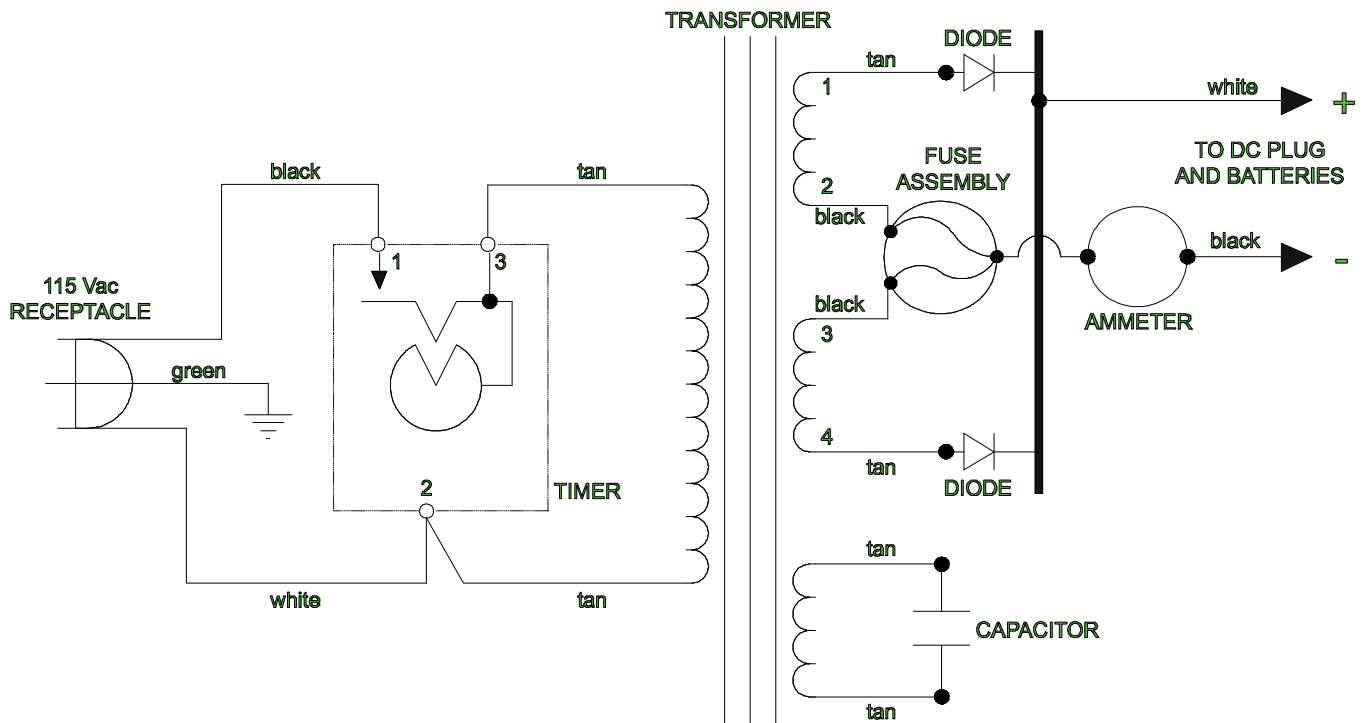 TRANSFORMER
DIODE
tan
1
white
+
TO DC PLUG
AND BATTERIES
FUSE
ASSEMBLY
black
tan
2
black
1
3
black
-
115 Vac
RECEPTACLE
black
3
AMMETER
green
4
tan
DIODE
2
TIMER
tan
white
tan
CAPACITOR
tan